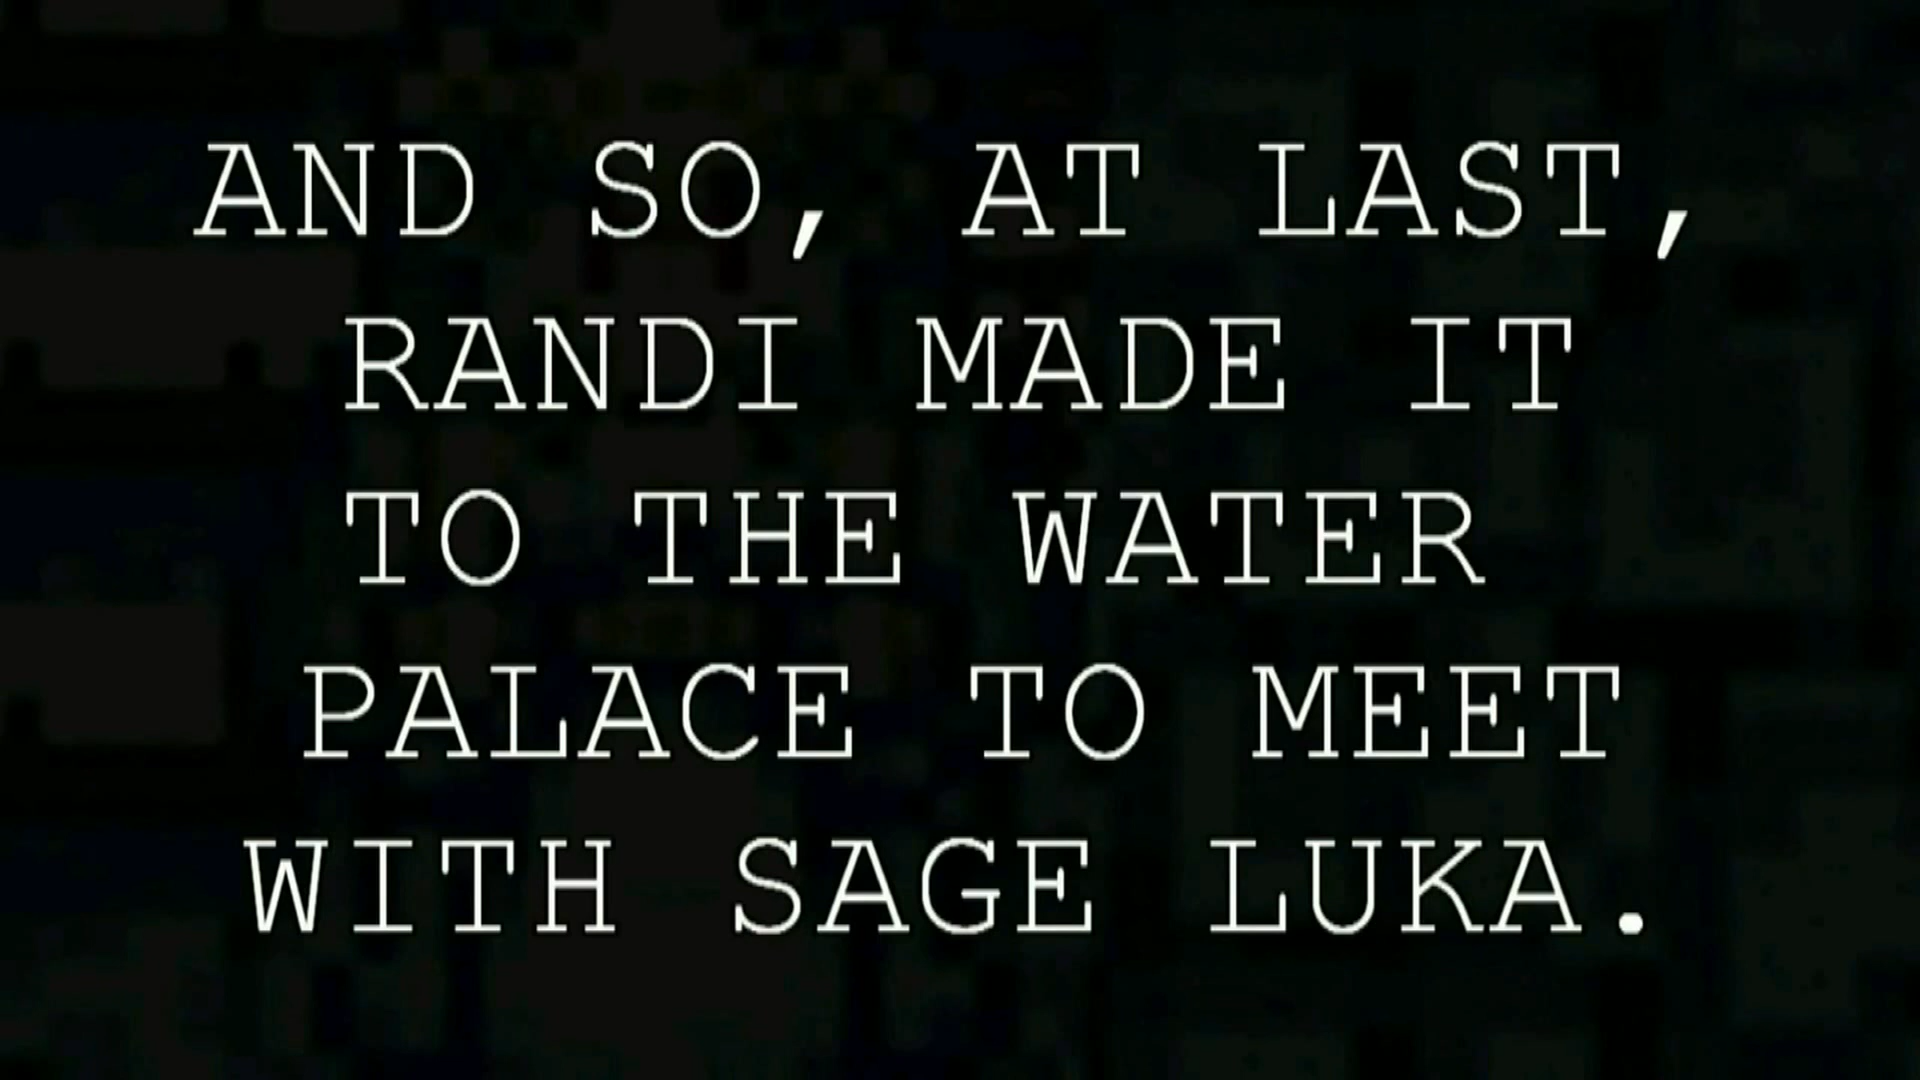 AND SO, AT LAST,
RANDI MADE IT
TO THE WATER
PALACE TO MEET
WITH SAGE LUKA.